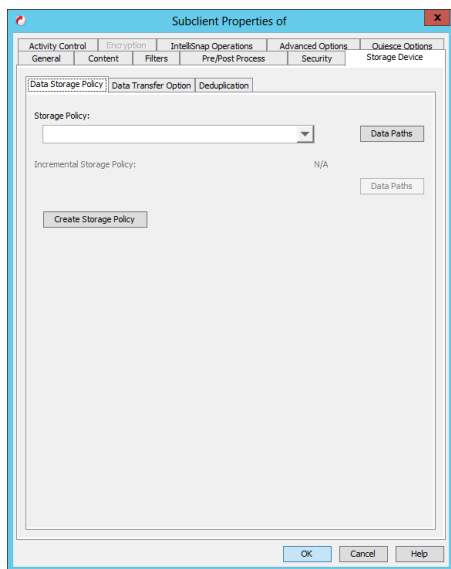 Subclient Properties of
x
Activity Control Encryption IntelliSnap Operations Advanced Options Quiesce Options
General Content Filters Pre/Post Process Security Storage Device
Data Storage Policy Data Transfer Option Deduplication
Storage Policy:
Data Paths
Incremental Storage Policy: N/A
Data Paths
Create Storage Policy
OK Cancel Help